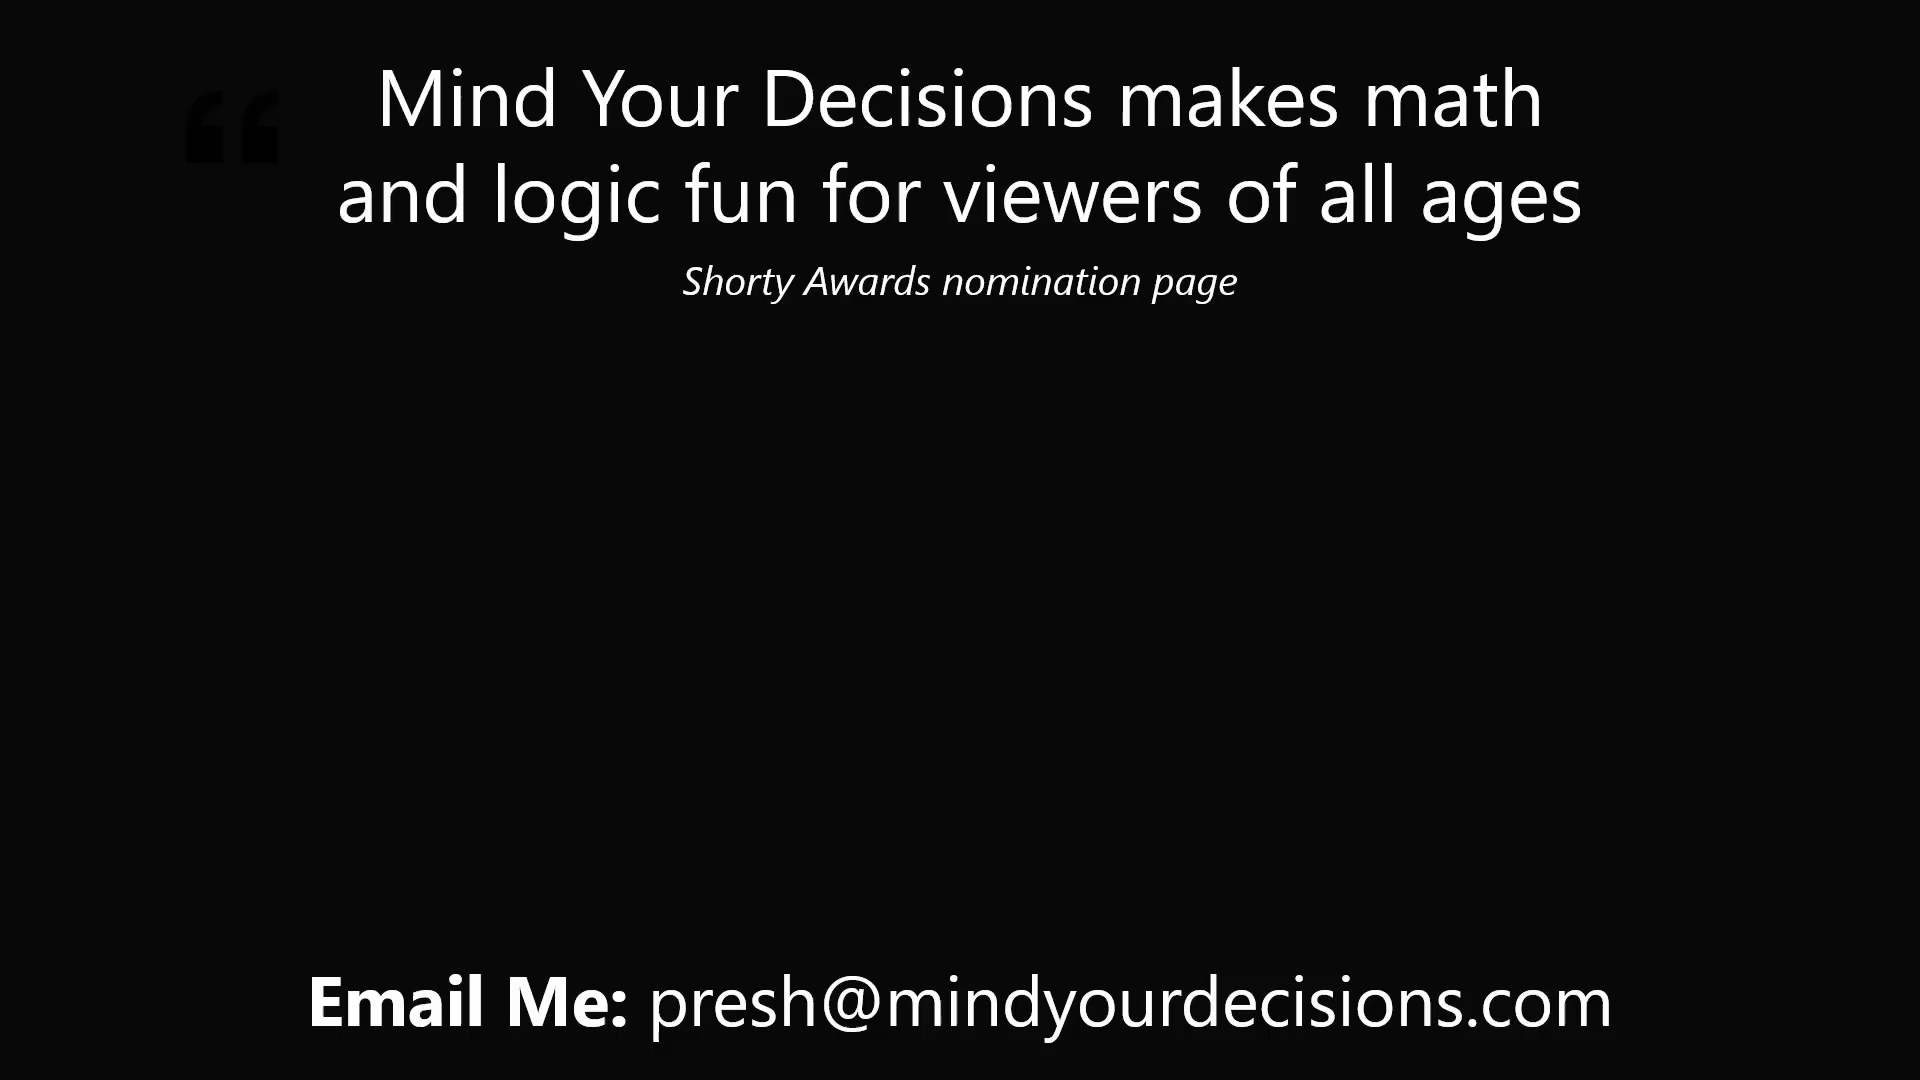 “
Mind Your Decisions makes math
and logic fun for viewers of all ages
Shorty Awards nomination page
Email Me: presh@mindyourdecisions.com